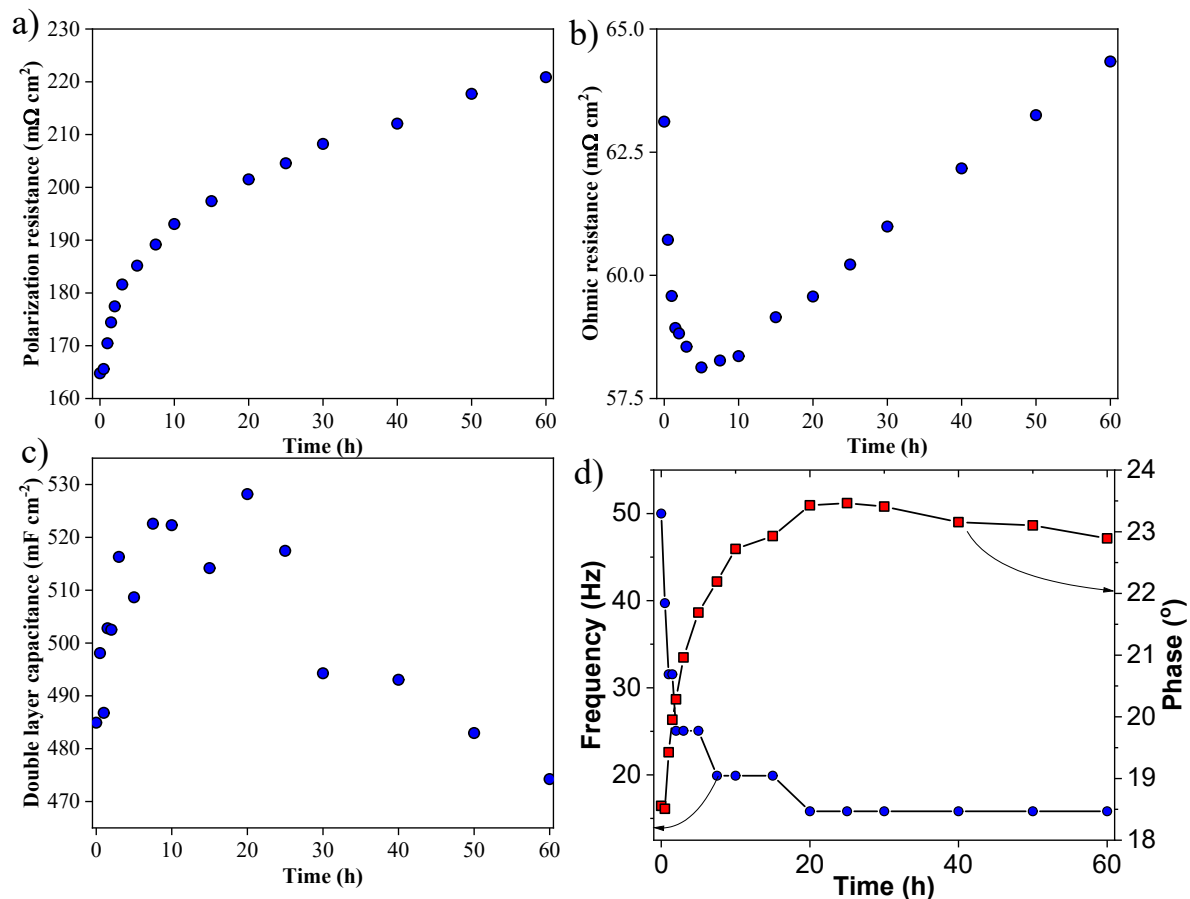 a)
230
220
210
200
190
180
170
160
Polarization resistance (mΩ cm²)
0 10 20 30 40 50 60
Time (h)
b)
65.0
62.5
60.0
57.5
Ohmic resistance (mΩ cm²)
0 10 20 30 40 50 60
Time (h)
c)
530
520
510
500
490
480
470
Double layer capacitance (mF cm⁻²)
0 10 20 30 40 50 60
Time (h)
d)
50
40
30
20
Frequency (Hz)
24
23
22
21
20
19
18
Phase (º)
0 20 40 60
Time (h)